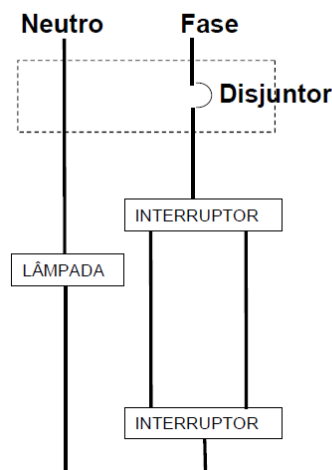 Neutro
Fase
Disjuntor
INTERRUPTOR
LÂMPADA
INTERRUPTOR